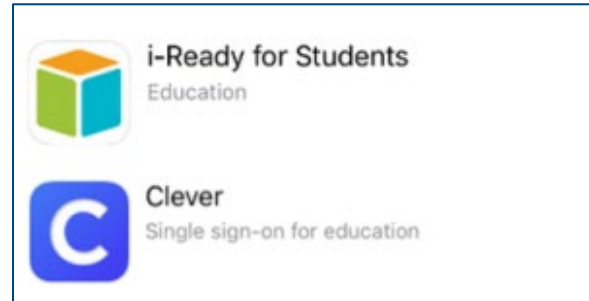 i-Ready for Students
Education
C
Clever
Single sign-on for education